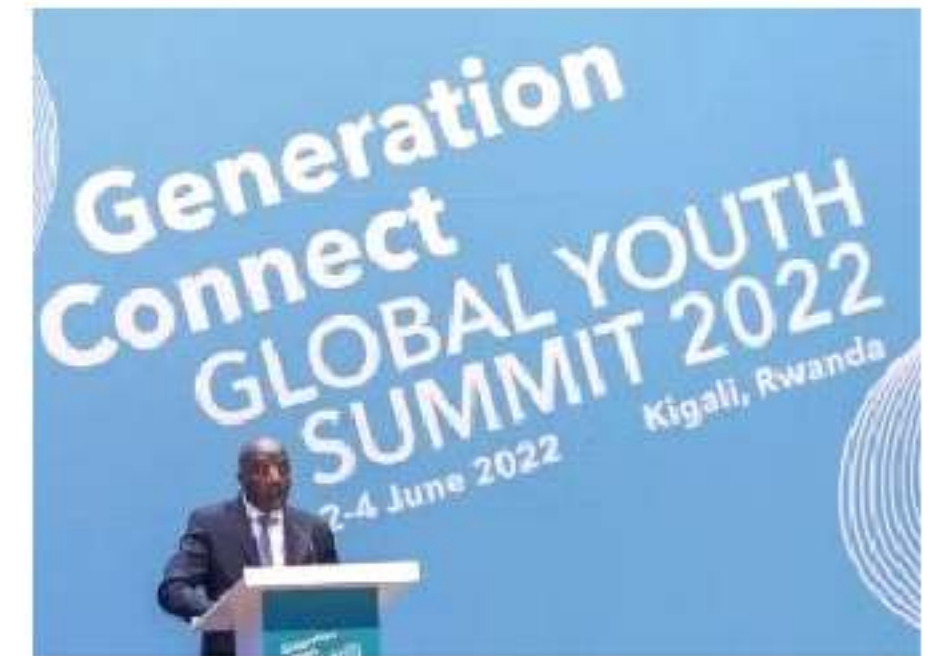 Generation
Connect
GLOBAL YOUTH
SUMMIT 2022
2-4 June 2022
Kigali, Rwanda